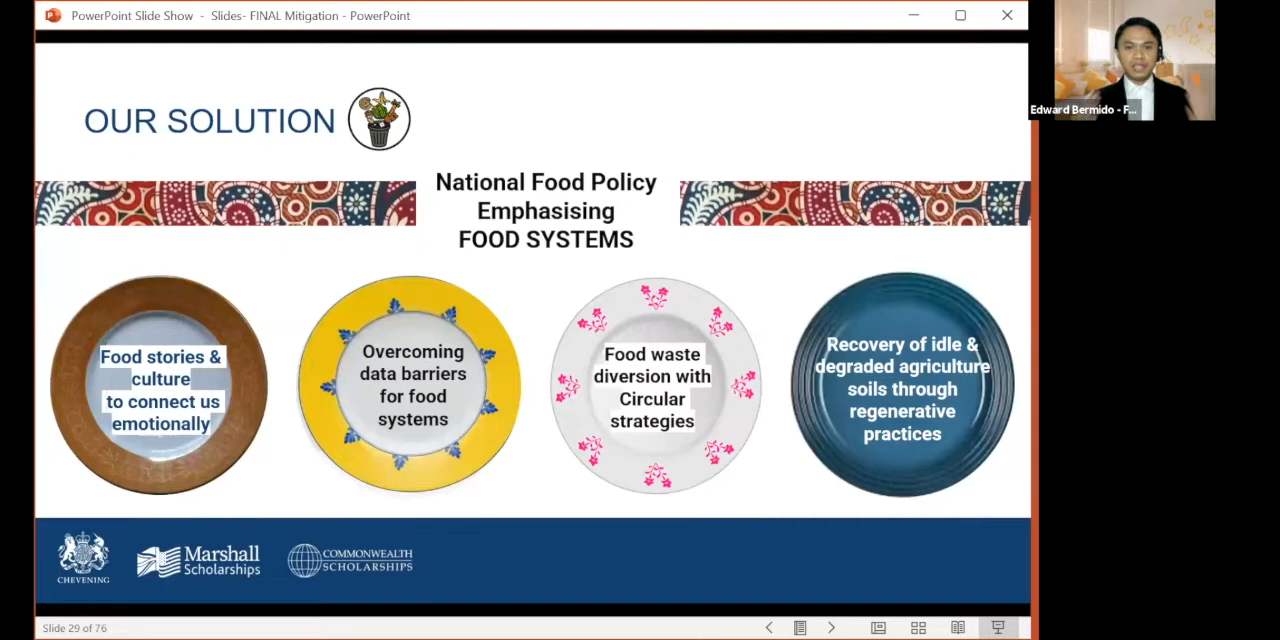 PowerPoint Slide Show - Slides- FINAL Mitigation - PowerPoint
Edward Bermido - F...
OUR SOLUTION
National Food Policy
Emphasising
FOOD SYSTEMS
Food stories &
culture
to connect us
emotionally
Overcoming
data barriers
for food
systems
Food waste
diversion with
Circular
strategies
Recovery of idle &
degraded agriculture
soils through
regenerative
practices
CHEVENING
Marshall
Scholarships
COMMONWEALTH
SCHOLARSHIPS
Slide 29 of 76